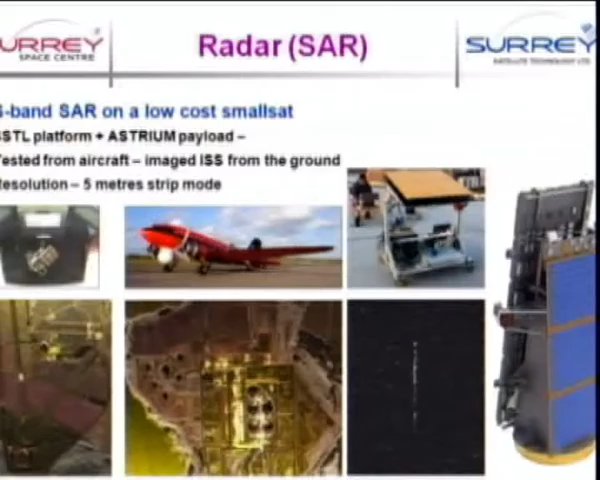 URREY
SPACE CENTRE
Radar (SAR)
SURREY
SATELLITE TECHNOLOGY LTD
S-band SAR on a low cost smallsat
SSTL platform + ASTRIUM payload –
Tested from aircraft – imaged ISS from the ground
Resolution – 5 metres strip mode